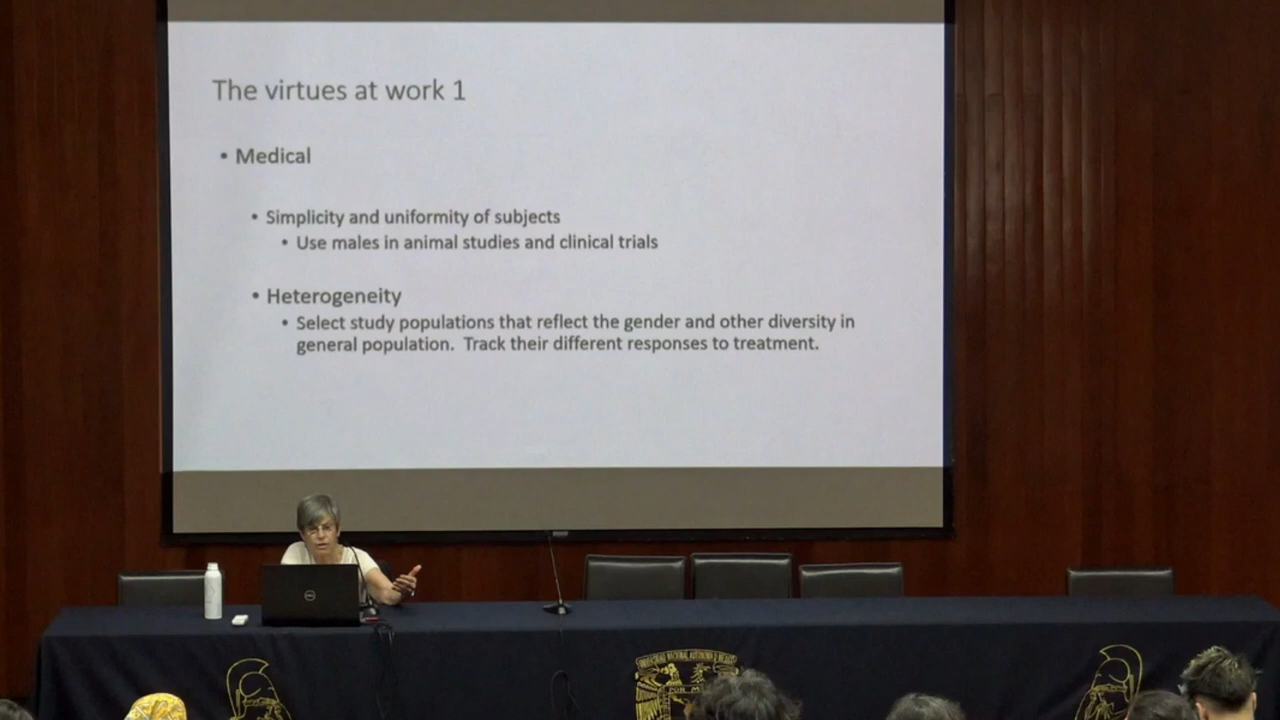 The virtues at work 1
• Medical
• Simplicity and uniformity of subjects
• Use males in animal studies and clinical trials
• Heterogeneity
• Select study populations that reflect the gender and other diversity in
general population. Track their different responses to treatment.
DELL
POR M